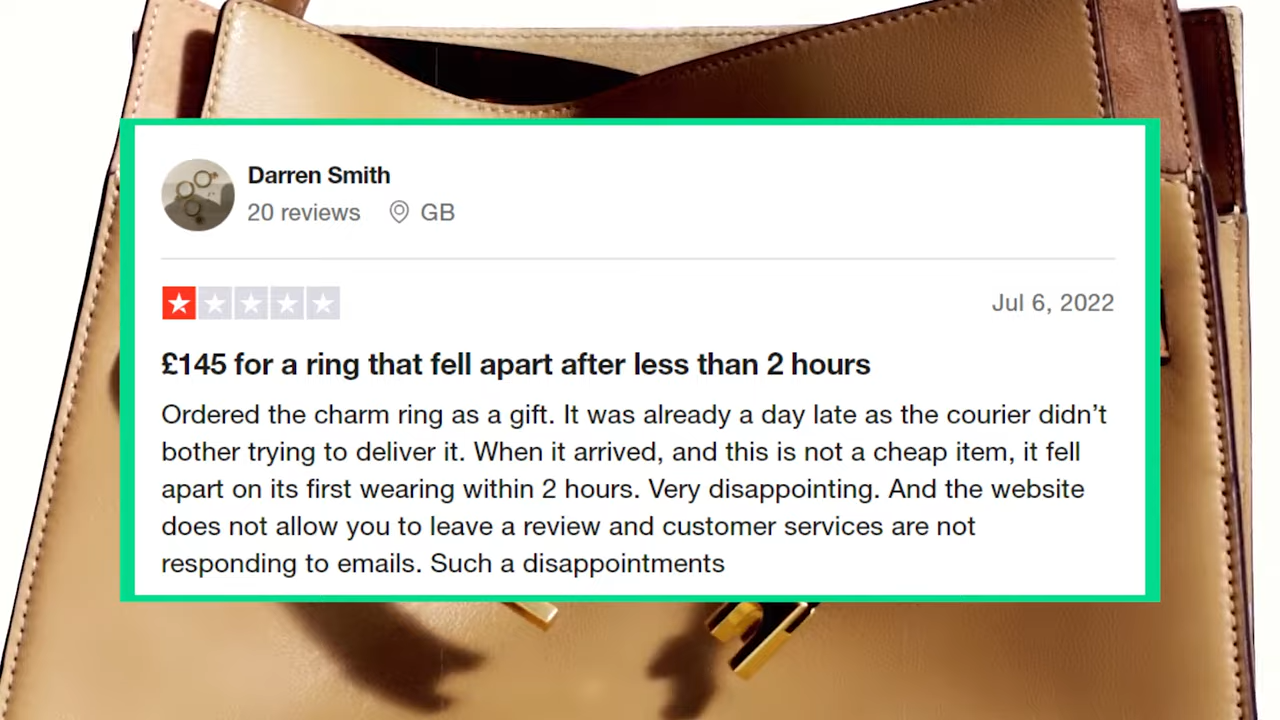 Darren Smith
20 reviews GB
Jul 6, 2022
£145 for a ring that fell apart after less than 2 hours
Ordered the charm ring as a gift. It was already a day late as the courier didn’t
bother trying to deliver it. When it arrived, and this is not a cheap item, it fell
apart on its first wearing within 2 hours. Very disappointing. And the website
does not allow you to leave a review and customer services are not
responding to emails. Such a disappointments